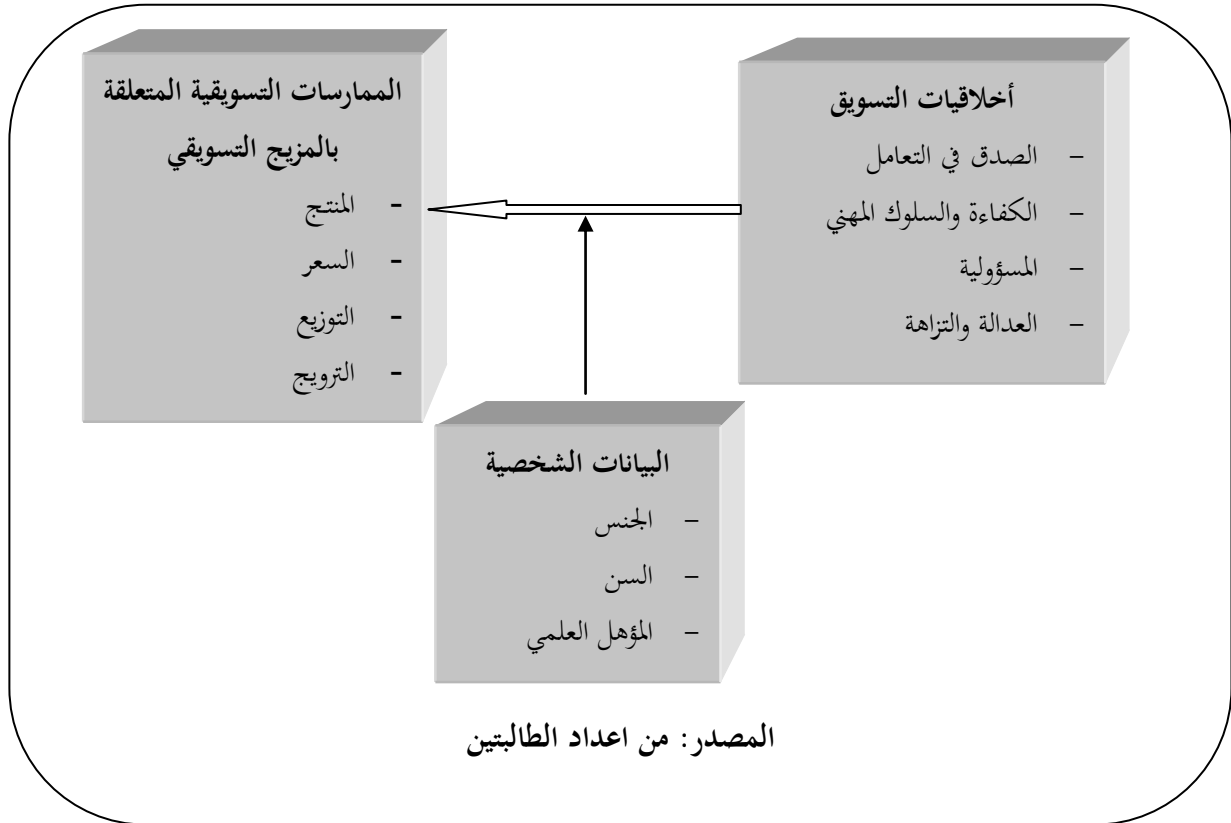 أخلاقيات التسويق
- الصدق في التعامل
- الكفاءة والسلوك المهني
- المسؤولية
- العدالة والتزاهة
الممارسات التسويقية المتعلقة
بالمزيج التسويقي
- المنتج
- السعر
- التوزيع
- الترويج
البيانات الشخصية
- الجنس
- السن
- المؤهل العلمي
المصدر: من اعداد الطالبتين